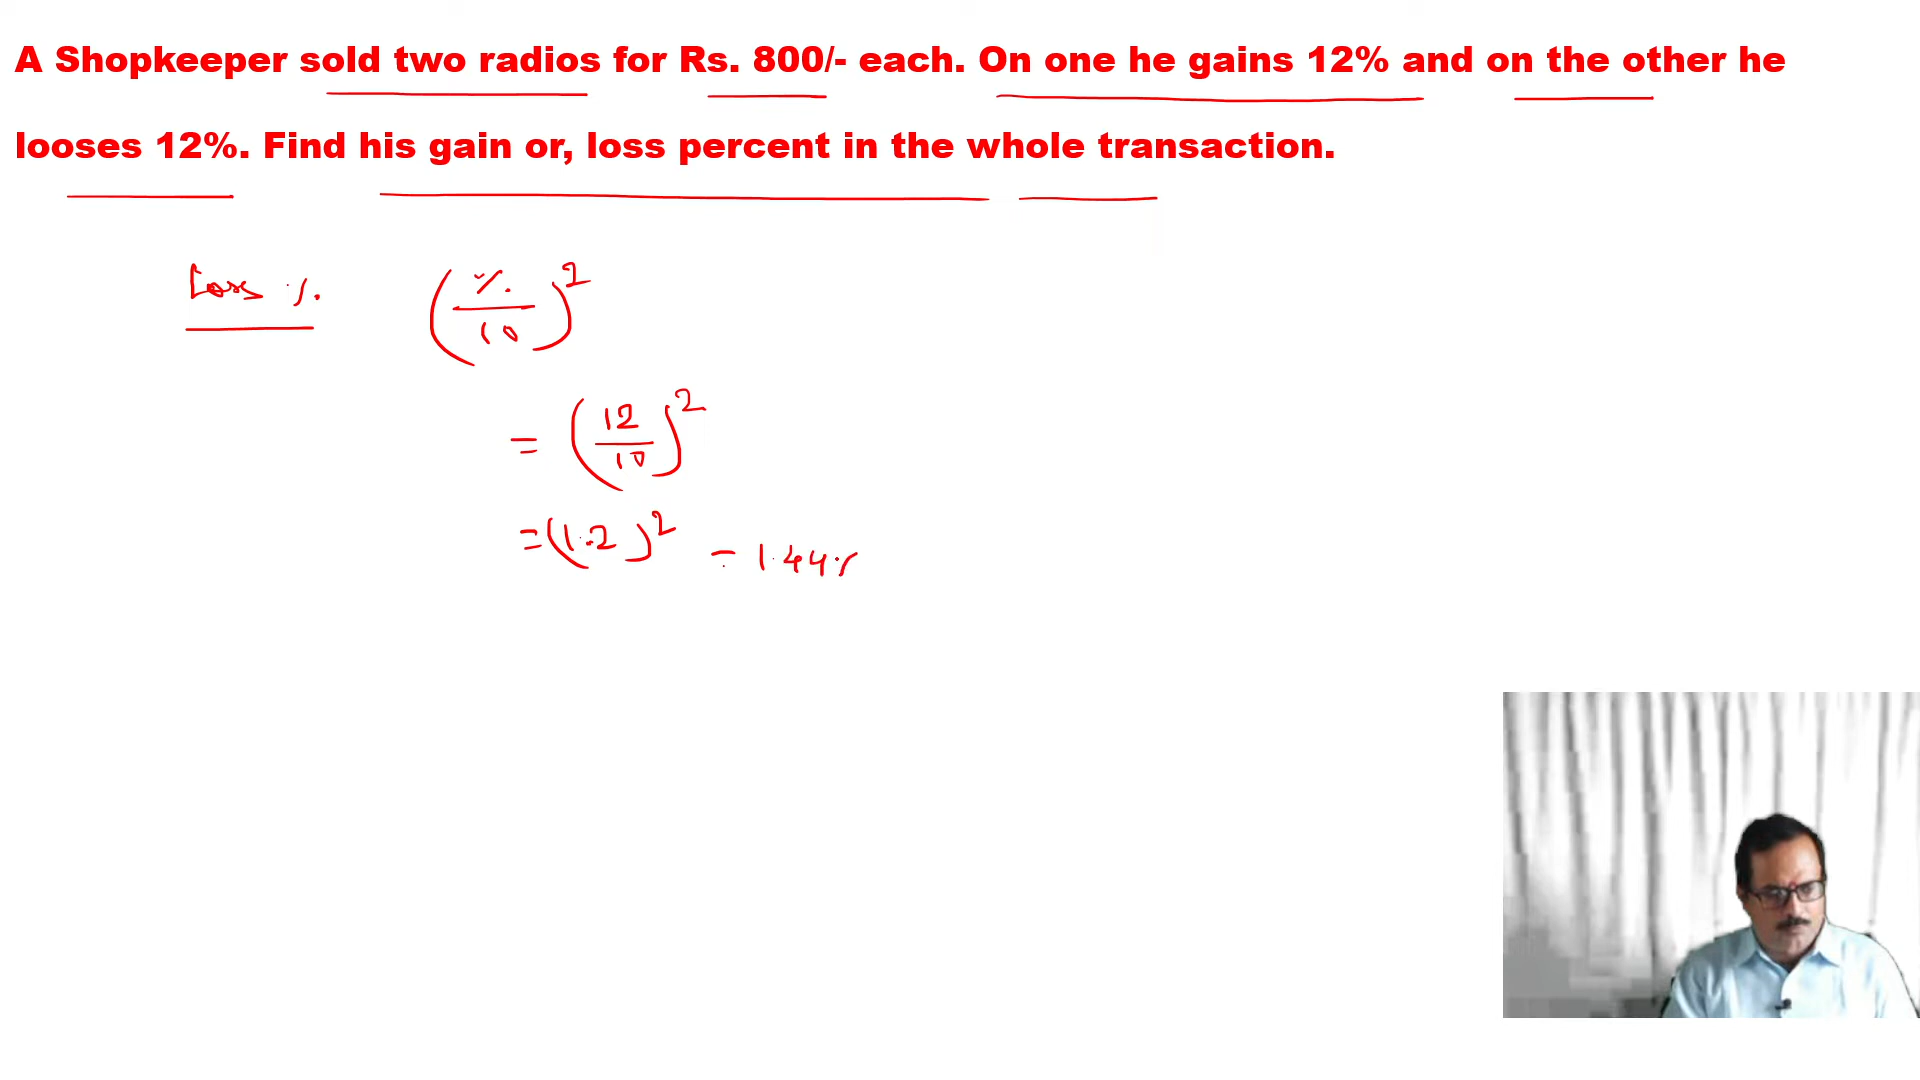 A Shopkeeper sold two radios for Rs. 800/- each. On one he gains 12% and on the other he
looses 12%. Find his gain or, loss percent in the whole transaction.
Loss %. (%/10)²
= (12/10)²
= (1.2)² = 1.44%